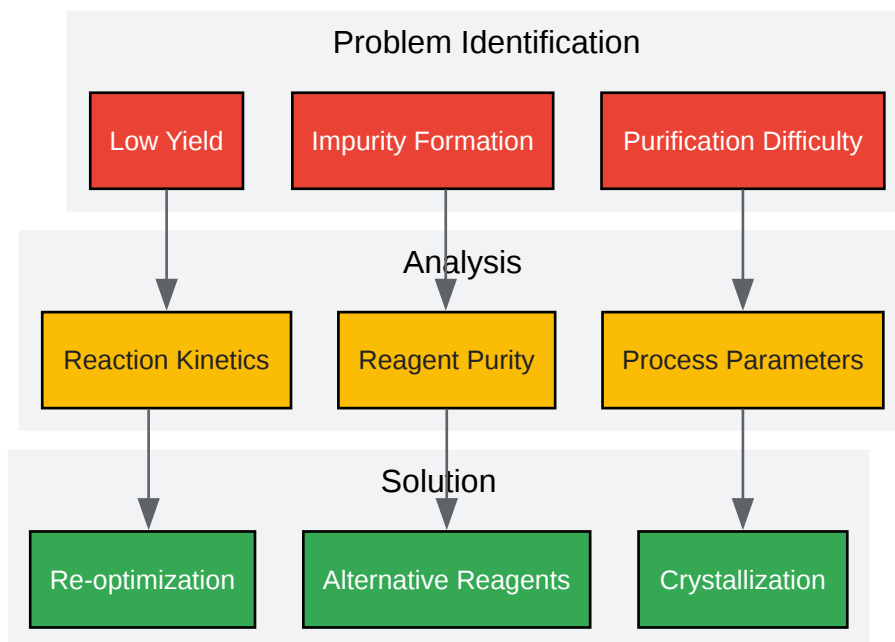 Problem Identification
Low Yield
Impurity Formation
Purification Difficulty
Analysis
Reaction Kinetics
Reagent Purity
Process Parameters
Solution
Re-optimization
Alternative Reagents
Crystallization